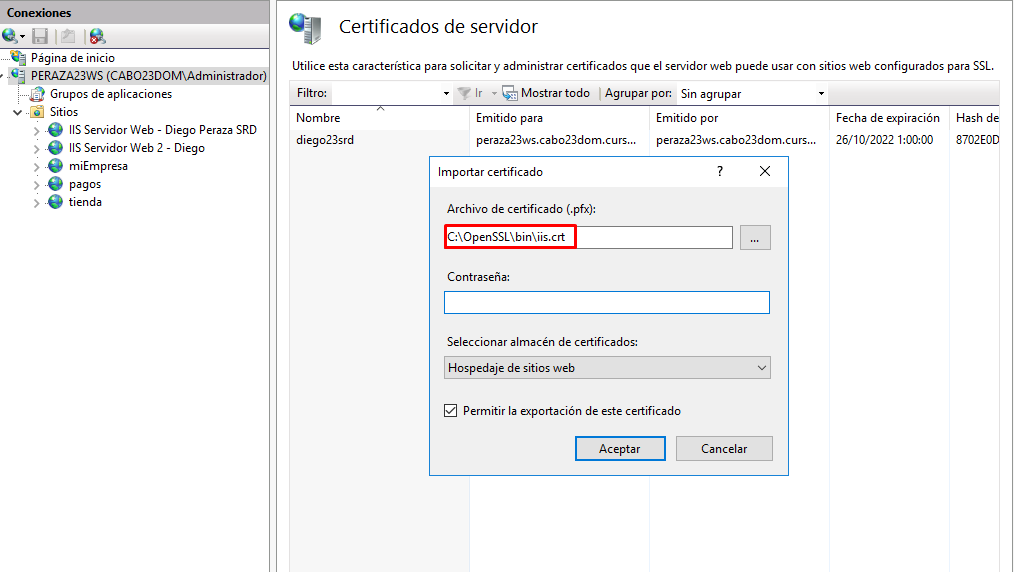 Conexiones
Página de inicio
PERAZA23WS (CABO23DOM\Administrador)
Grupos de aplicaciones
Sitios
IIS Servidor Web - Diego Peraza SRD
IIS Servidor Web 2 - Diego
miEmpresa
pagos
tienda
Certificados de servidor
Utilice esta característica para solicitar y administrar certificados que el servidor web puede usar con sitios web configurados para SSL.
Filtro: Ir Mostrar todo Agrupar por: Sin agrupar
Nombre Emitido para Emitido por Fecha de expiración Hash de
diego23srd peraza23ws.cabo23dom.curs... peraza23ws.cabo23dom.curs... 26/10/2022 1:00:00 8702E0D
Importar certificado ?
Archivo de certificado (.pfx):
C:\OpenSSL\bin\iis.crt ...
Contraseña:
Seleccionar almacén de certificados:
Hospedaje de sitios web
Permitir la exportación de este certificado
Aceptar Cancelar